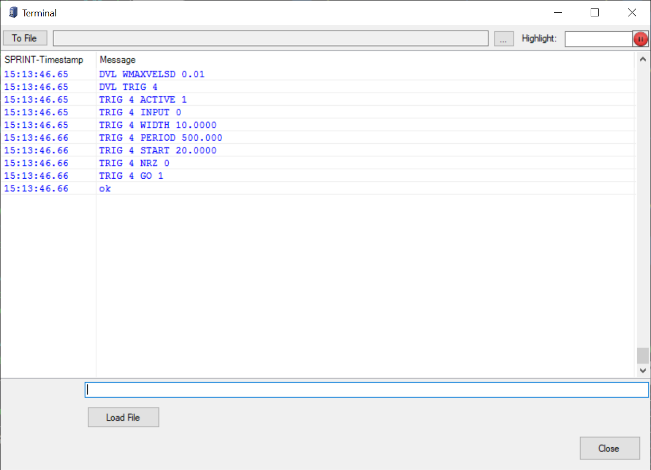 Terminal
To File
...
Highlight:
SPRINT-Timestamp Message
15:13:46.65 DVL WMAXVELSD 0.01
15:13:46.65 DVL TRIG 4
15:13:46.65 TRIG 4 ACTIVE 1
15:13:46.65 TRIG 4 INPUT 0
15:13:46.65 TRIG 4 WIDTH 10.0000
15:13:46.66 TRIG 4 PERIOD 500.000
15:13:46.66 TRIG 4 START 20.0000
15:13:46.66 TRIG 4 NRZ 0
15:13:46.66 TRIG 4 GO 1
15:13:46.66 ok
Load File
Close